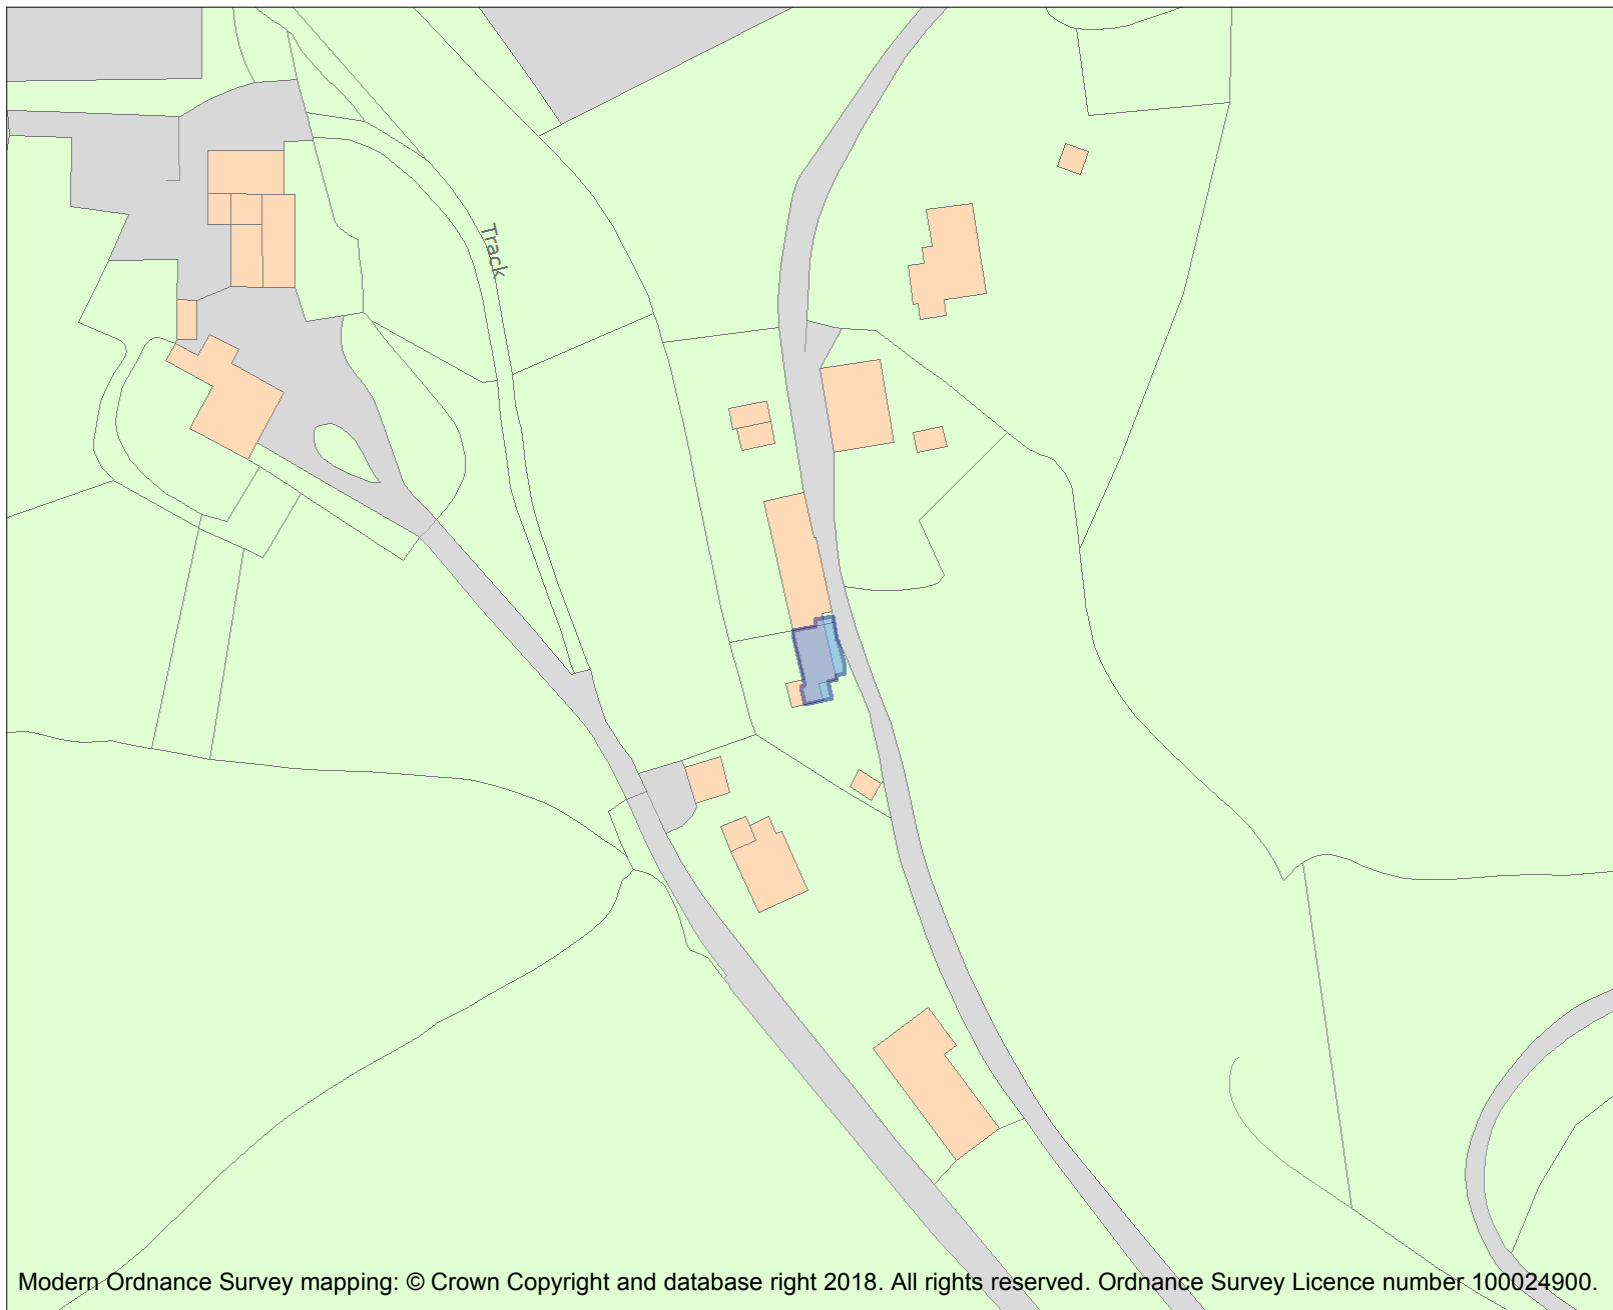 Track
Modern Ordnance Survey mapping: © Crown Copyright and database right 2018. All rights reserved. Ordnance Survey Licence number 100024900.